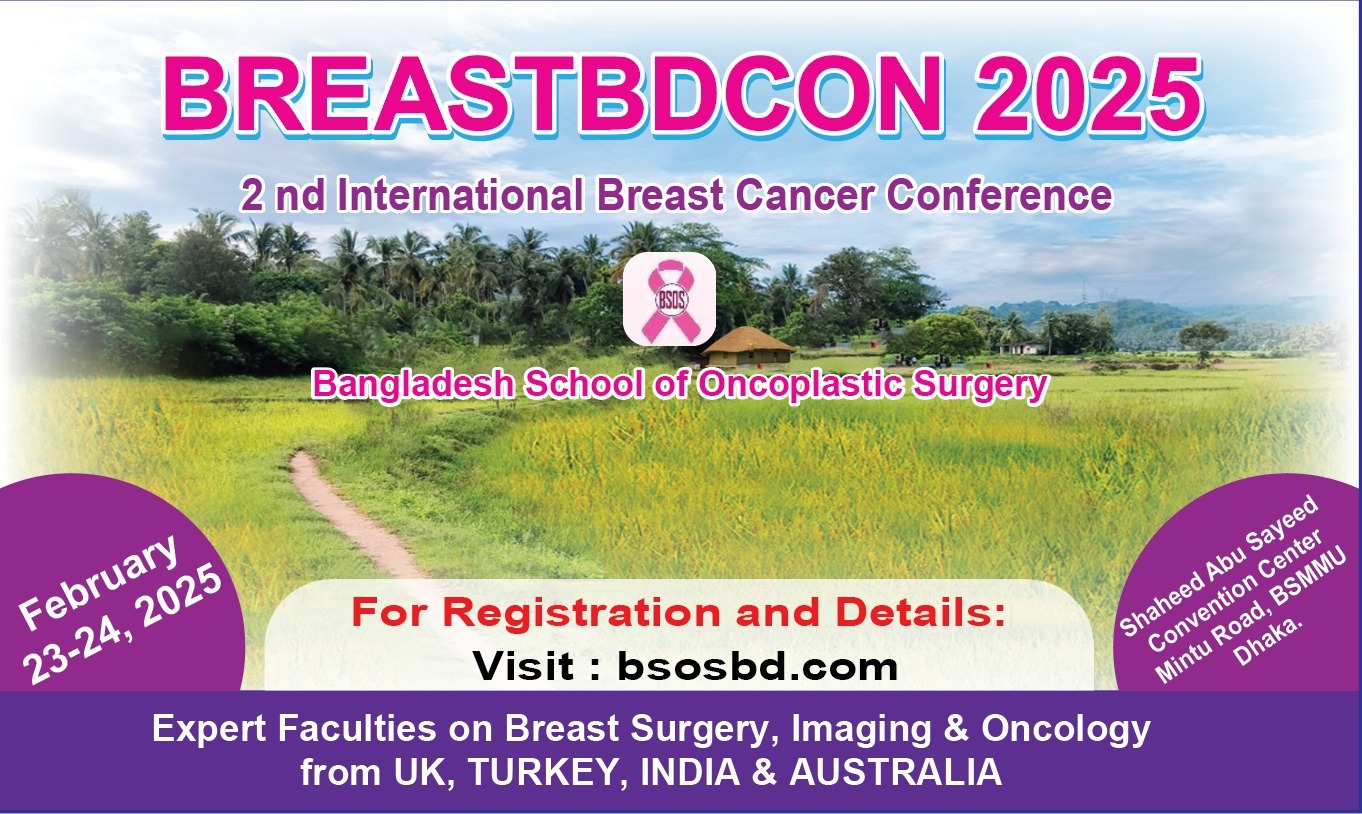 BREASTBDCON 2025
2 nd International Breast Cancer Conference
BSOS
Bangladesh School of Oncoplastic Surgery
February
23-24, 2025
Shaheed Abu Sayeed
Convention Center
Mintu Road, BSMMU
Dhaka.
For Registration and Details:
Visit : bsosbd.com
Expert Faculties on Breast Surgery, Imaging & Oncology
from UK, TURKEY, INDIA & AUSTRALIA